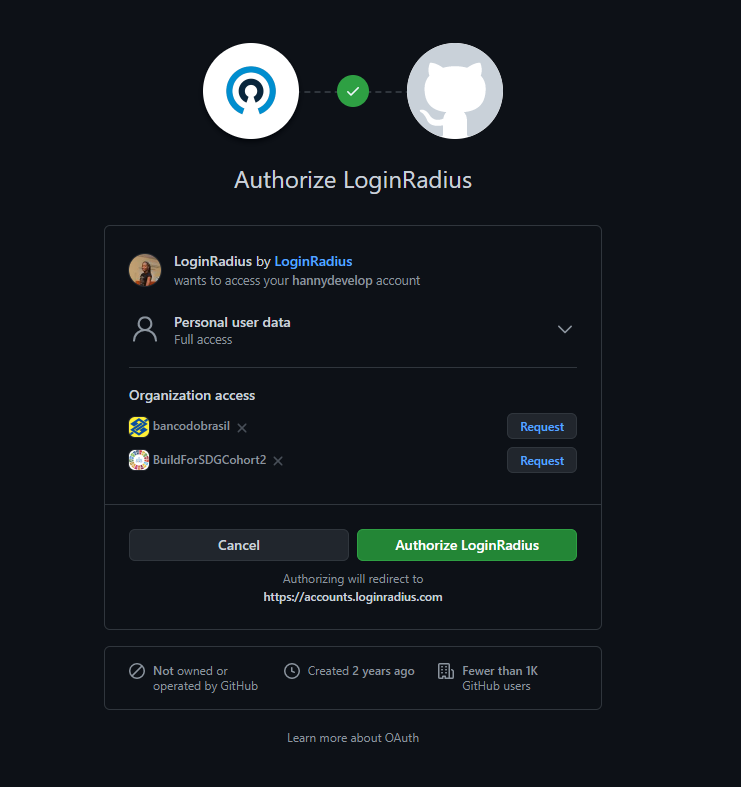 Authorize LoginRadius
LoginRadius by LoginRadius
wants to access your hannydevelop account
Personal user data
Full access
Organization access
bancodobrasil
Request
BuildForSDGCohort2
Request
Cancel
Authorize LoginRadius
Authorizing will redirect to
https://accounts.loginradius.com
Not owned or
operated by GitHub
Created 2 years ago
Fewer than 1K
GitHub users
Learn more about OAuth